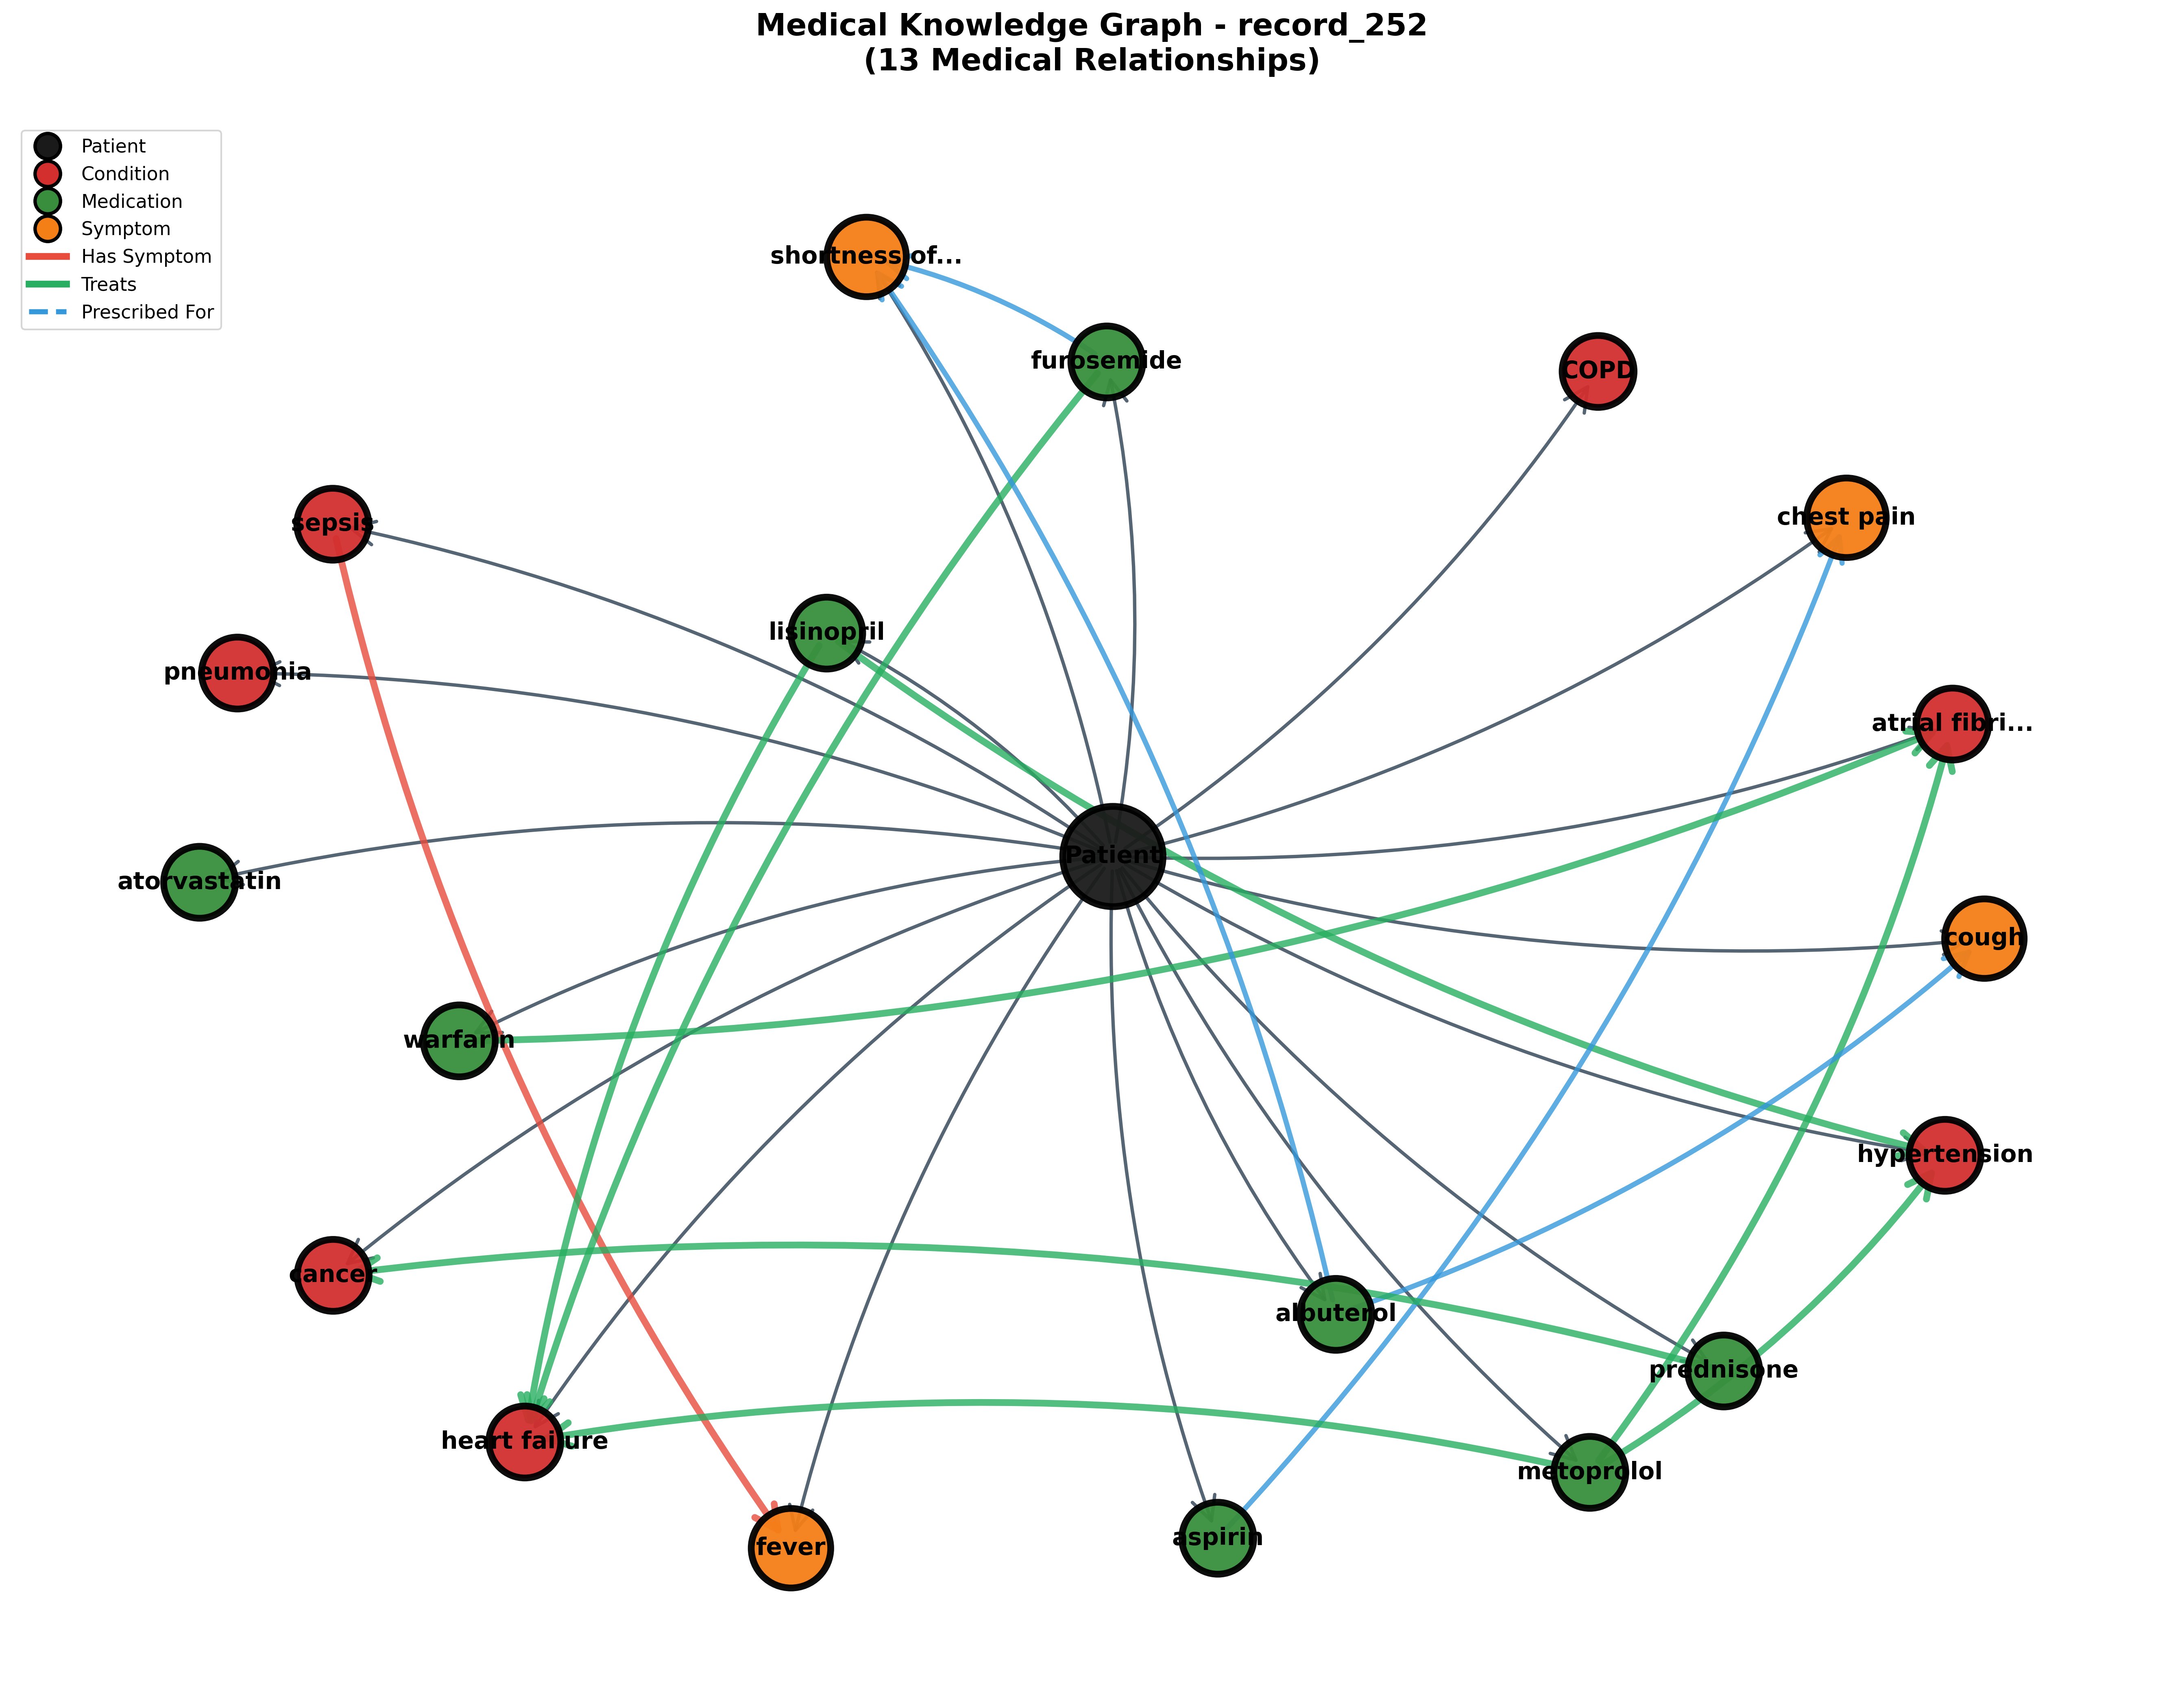 Medical Knowledge Graph - record_252
(13 Medical Relationships)
Patient
Condition
Medication
Symptom
Has Symptom
Treats
Prescribed For
shortness of...
furosemide
COPD
chest pain
sepsis
lisinopril
pneumonia
atrial fibri...
Patient
atorvastatin
cough
warfarin
hypertension
cancer
albuterol
prednisone
heart failure
metoprolol
aspirin
fever